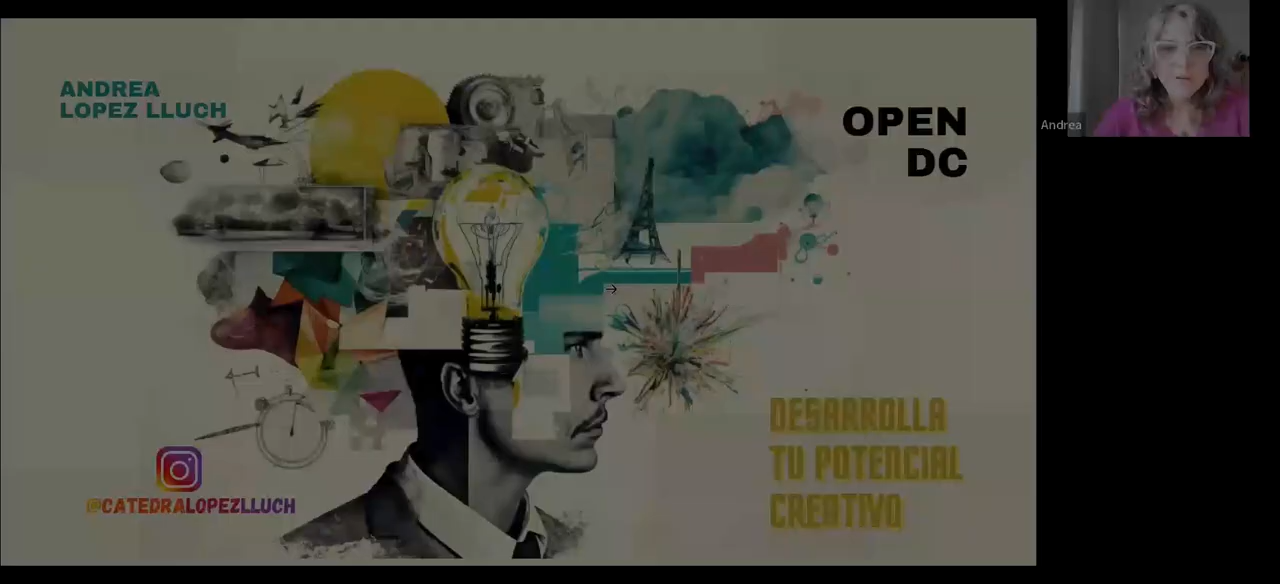 ANDREA
LOPEZ LLUCH
OPEN
DC
Andrea
DESARROLLA
TU POTENCIAL
CREATIVO
@CATEDRALOPEZLLUCH